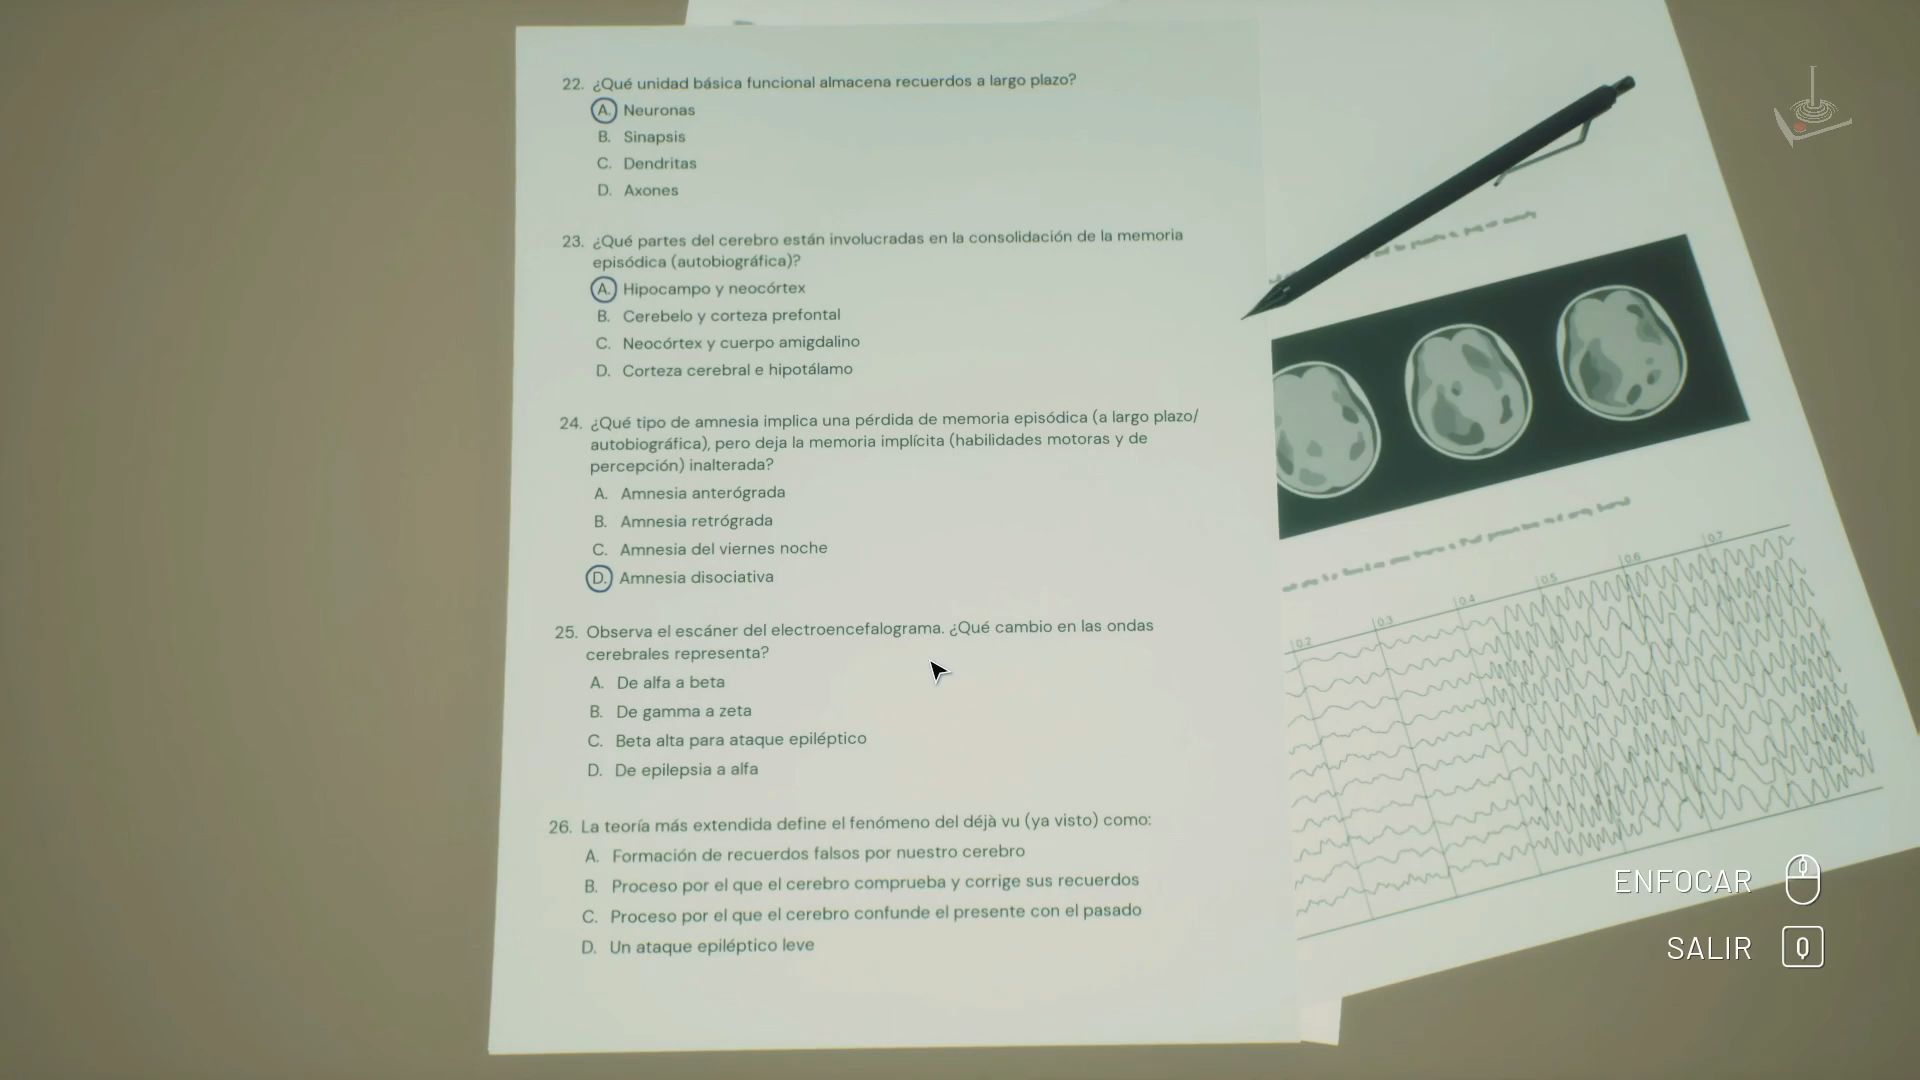 22. ¿Qué unidad básica funcional almacena recuerdos a largo plazo?
A. Neuronas
B. Sinapsis
C. Dendritas
D. Axones
23. ¿Qué partes del cerebro están involucradas en la consolidación de la memoria
episódica (autobiográfica)?
A. Hipocampo y neocórtex
B. Cerebelo y corteza prefontal
C. Neocórtex y cuerpo amigdalino
D. Corteza cerebral e hipotálamo
24. ¿Qué tipo de amnesia implica una pérdida de memoria episódica (a largo plazo/
autobiográfica), pero deja la memoria implícita (habilidades motoras y de
percepción) inalterada?
A. Amnesia anterógrada
B. Amnesia retrógrada
C. Amnesia del viernes noche
D. Amnesia disociativa
25. Observa el escáner del electroencefalograma. ¿Qué cambio en las ondas
cerebrales representa?
A. De alfa a beta
B. De gamma a zeta
C. Beta alta para ataque epiléptico
D. De epilepsia a alfa
26. La teoría más extendida define el fenómeno del déjà vu (ya visto) como:
A. Formación de recuerdos falsos por nuestro cerebro
B. Proceso por el que el cerebro comprueba y corrige sus recuerdos
C. Proceso por el que el cerebro confunde el presente con el pasado
D. Un ataque epiléptico leve
0.2 0.3 0.4 0.5 0.6 0.7
ENFOCAR
SALIR Q